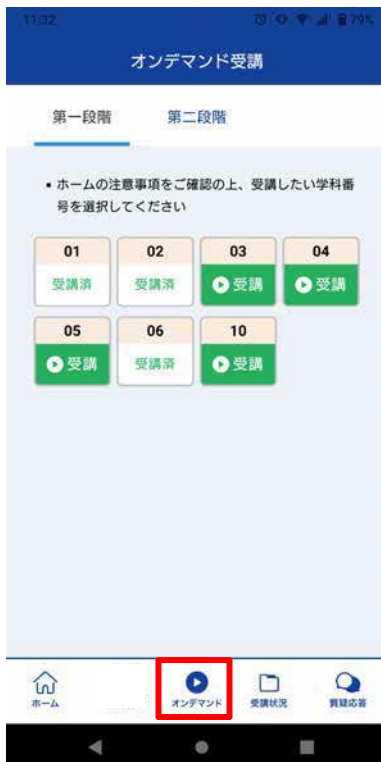 11:32 79%
オンデマンド受講
第一段階 第二段階
• ホームの注意事項をご確認の上、受講したい学科番
号を選択してください
01 02 03 04
受講済 受講済 受講 受講
05 06 10
受講 受講済 受講
ホーム オンデマンド 受講状況 質疑応答